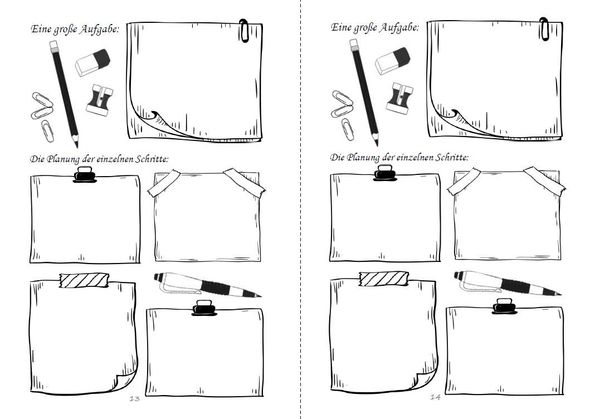 Eine große Aufgabe:
Die Planung der einzelnen Schritte:
13
Eine große Aufgabe:
Die Planung der einzelnen Schritte:
14